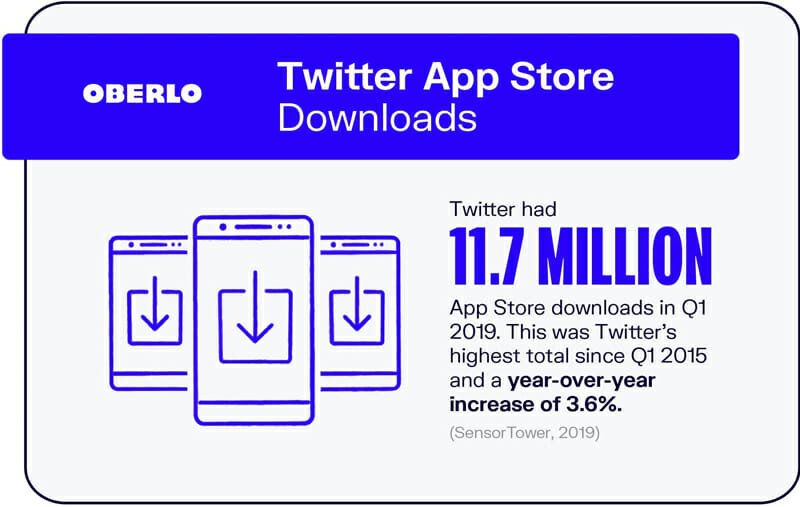 OBERLO
Twitter App Store
Downloads
Twitter had
11.7 MILLION
App Store downloads in Q1
2019. This was Twitter's
highest total since Q1 2015
and a year-over-year
increase of 3.6%.
(SensorTower, 2019)